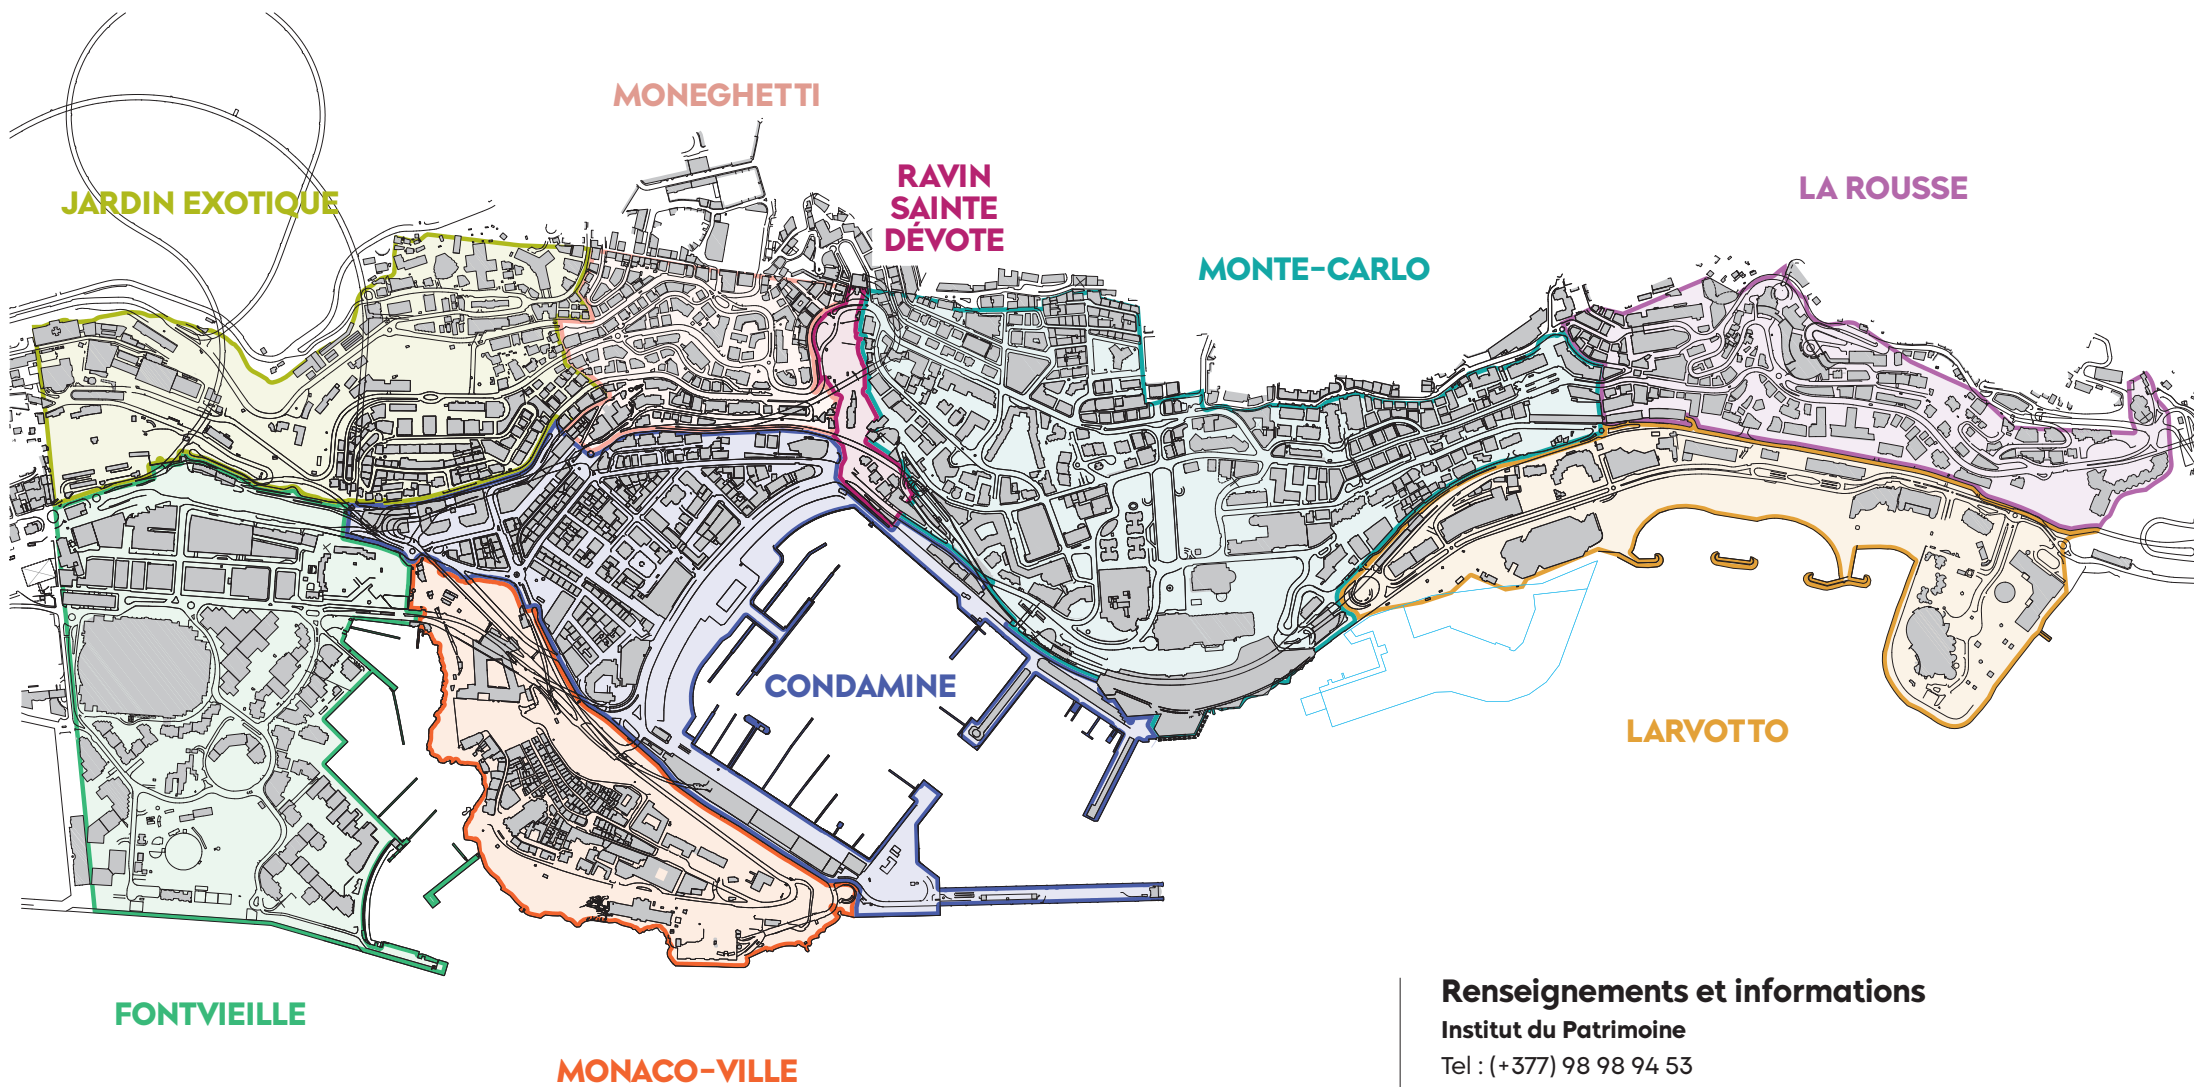 MONEGHETTI
RAVIN
SAINTE
DÉVOTE
JARDIN EXOTIQUE
LA ROUSSE
MONTE-CARLO
CONDAMINE
LARVOTTO
FONTVIEILLE
MONACO-VILLE
Renseignements et informations
Institut du Patrimoine
Tel : (+377) 98 98 94 53